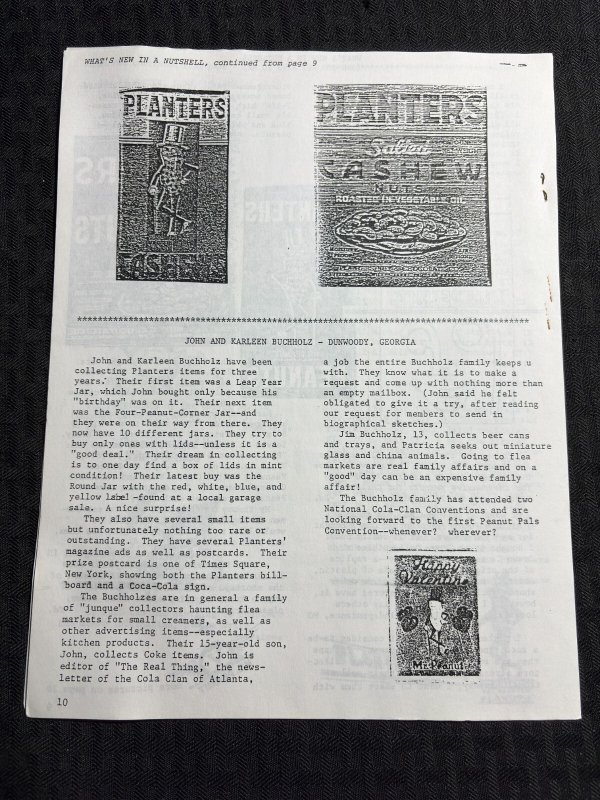 WHAT'S NEW IN A NUTSHELL, continued from page 9
PLANTERS
CASHEWS
PLANTERS
Salted
CASHEW
NUTS
ROASTED IN VEGETABLE OIL
JOHN AND KARLEEN BUCHHOLZ - DUNWOODY, GEORGIA
John and Karleen Buchholz have been
collecting Planters items for three
years. Their first item was a Leap Year
Jar, which John bought only because his
"birthday" was on it. Their next item
was the Four-Peanut-Corner Jar--and
they were on their way from there. They
now have 10 different jars. They try to
buy only ones with lids--unless it is a
"good deal." Their dream in collecting
is to one day find a box of lids in mint
condition! Their latest buy was the
Round Jar with the red, white, blue, and
yellow label -found at a local garage
sale. A nice surprise!
They also have several small items
but unfortunately nothing too rare or
outstanding. They have several Planters'
magazine ads as well as postcards. Their
prize postcard is one of Times Square,
New York, showing both the Planters bill-
board and a Coca-Cola sign.
The Buchholzes are in general a family
of "junque" collectors haunting flea
markets for small creamers, as well as
other advertising items--especially
kitchen products. Their 15-year-old son,
John, collects Coke items. John is
editor of "The Real Thing," the news-
letter of the Cola Clan of Atlanta,
a job the entire Buchholz family keeps u
with. They know what it is to make a
request and come up with nothing more than
an empty mailbox. (John said he felt
obligated to give it a try, after reading
our request for members to send in
biographical sketches.)
Jim Buchholz, 13, collects beer cans
and trays, and Patricia seeks out miniature
glass and china animals. Going to flea
markets are real family affairs and on a
"good" day can be an expensive family
affair!
The Buchholz family has attended two
National Cola-Clan Conventions and are
looking forward to the first Peanut Pals
Convention--whenever? wherever?
Happy
Valentine
Mr. Peanut
10